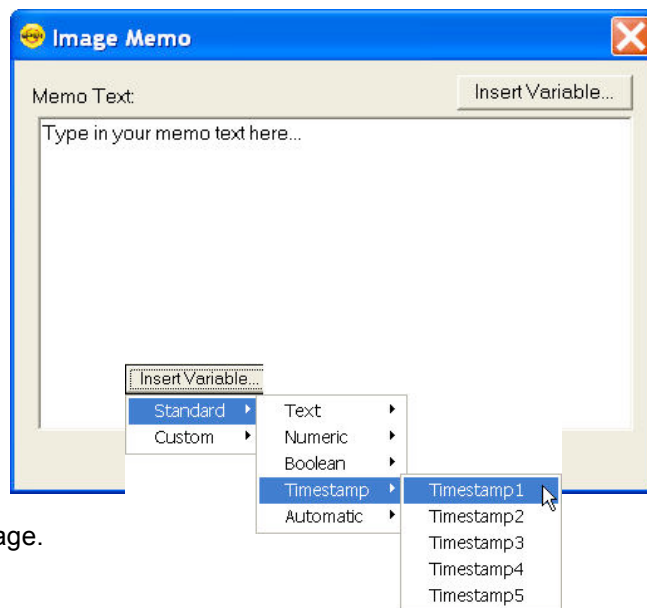 Image Memo
Memo Text:
Insert Variable...
Type in your memo text here...
Insert Variable...
Standard
Custom
Text
Numeric
Boolean
Timestamp
Automatic
Timestamp1
Timestamp2
Timestamp3
Timestamp4
Timestamp5
age.